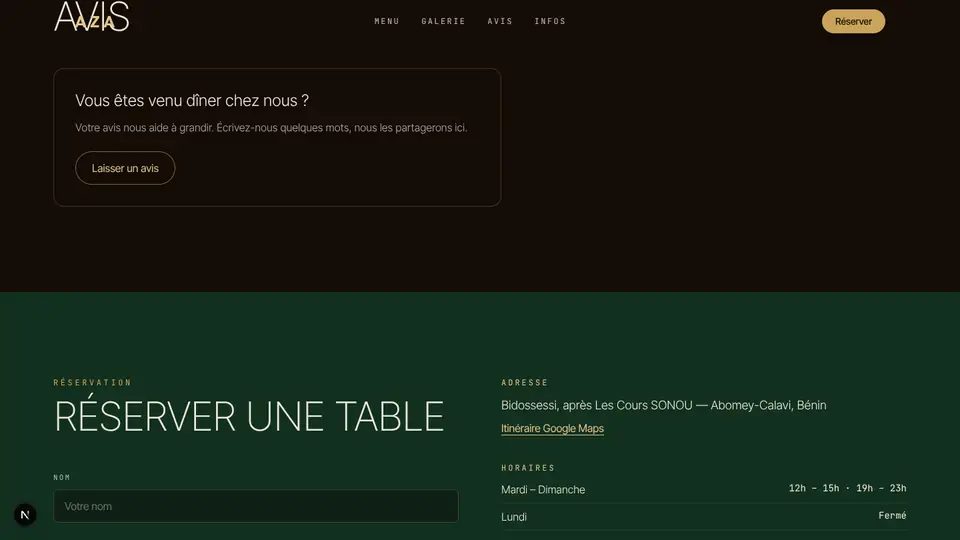 AVIS
AZA
MENU GALERIE AVIS INFOS
Réserver
Vous êtes venu dîner chez nous ?
Votre avis nous aide à grandir. Écrivez-nous quelques mots, nous les partagerons ici.
Laisser un avis
RÉSERVATION
RÉSERVER UNE TABLE
NOM
Votre nom
N
ADRESSE
Bidossessi, après Les Cours SONOU — Abomey-Calavi, Bénin
Itinéraire Google Maps
HORAIRES
Mardi – Dimanche 12h – 15h · 19h – 23h
Lundi Fermé